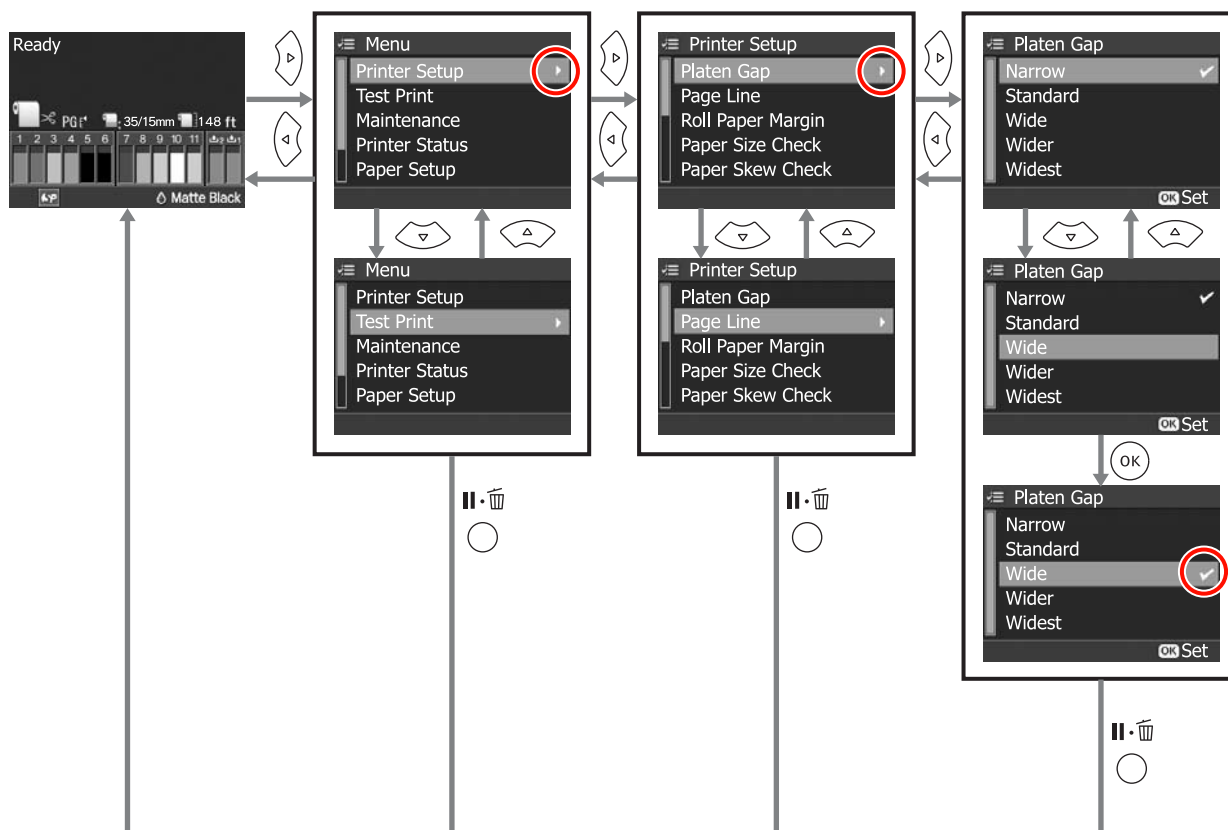 Ready
PG
35/15mm
148 ft
1 2 3 4 5 6 7 8 9 10 11 2 1
Matte Black
Menu
Printer Setup
Test Print
Maintenance
Printer Status
Paper Setup
Menu
Printer Setup
Test Print
Maintenance
Printer Status
Paper Setup
Printer Setup
Platen Gap
Page Line
Roll Paper Margin
Paper Size Check
Paper Skew Check
Printer Setup
Platen Gap
Page Line
Roll Paper Margin
Paper Size Check
Paper Skew Check
Platen Gap
Narrow
Standard
Wide
Wider
Widest
OK Set
Platen Gap
Narrow
Standard
Wide
Wider
Widest
OK Set
OK
Platen Gap
Narrow
Standard
Wide
Wider
Widest
OK Set